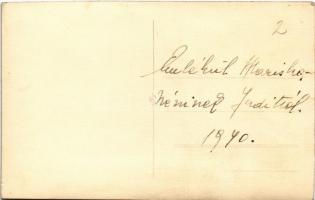 2
Emlékül Mariska-
néninek Judittól.
1940.